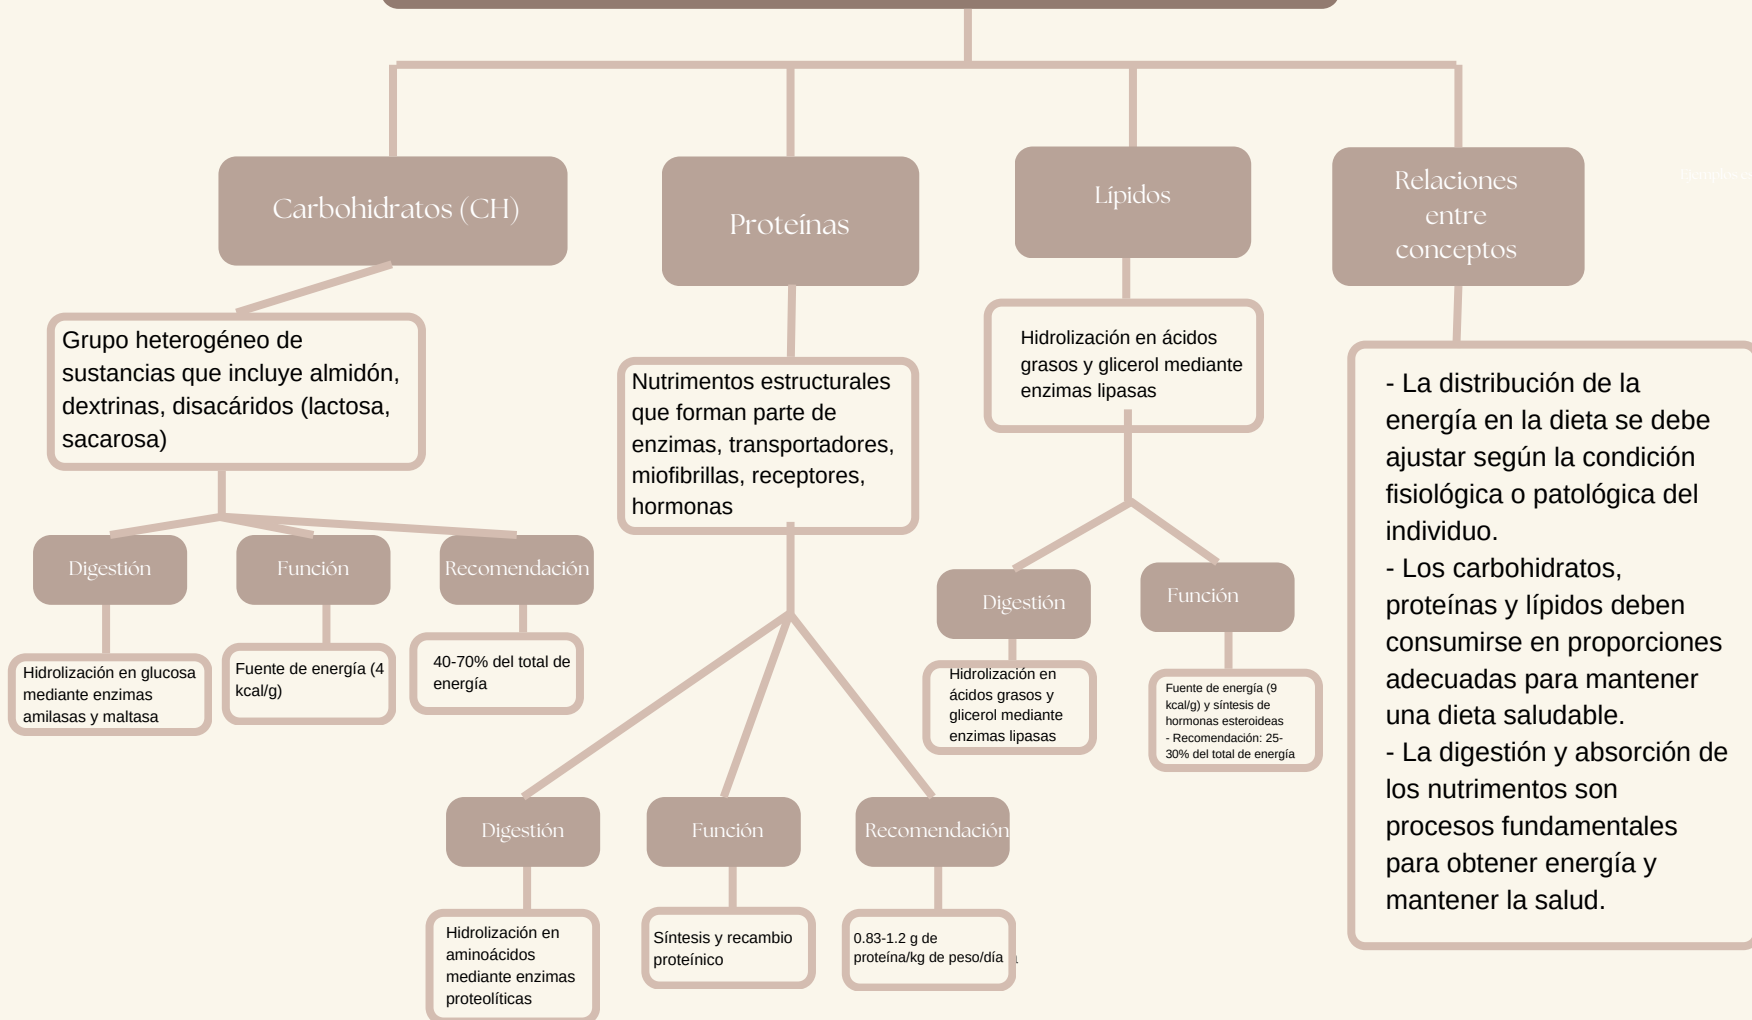 Carbohidratos (CH)
Grupo heterogéneo de
sustancias que incluye almidón,
dextrinas, disacáridos (lactosa,
sacarosa)
Digestión
Hidrolización en glucosa
mediante enzimas
amilasas y maltasa
Función
Fuente de energía (4
kcal/g)
Recomendación
40-70% del total de
energía
Proteínas
Nutrimentos estructurales
que forman parte de
enzimas, transportadores,
miofibrillas, receptores,
hormonas
Digestión
Hidrolización en
aminoácidos
mediante enzimas
proteolíticas
Función
Síntesis y recambio
proteínico
Recomendación
0.83-1.2 g de
proteína/kg de peso/día
Lípidos
Hidrolización en ácidos
grasos y glicerol mediante
enzimas lipasas
Digestión
Hidrolización en
ácidos grasos y
glicerol mediante
enzimas lipasas
Función
Fuente de energía (9
kcal/g) y síntesis de
hormonas esteroideas
- Recomendación: 25-
30% del total de energía
Relaciones
entre
conceptos
- La distribución de la
energía en la dieta se debe
ajustar según la condición
fisiológica o patológica del
individuo.
- Los carbohidratos,
proteínas y lípidos deben
consumirse en proporciones
adecuadas para mantener
una dieta saludable.
- La digestión y absorción de
los nutrimentos son
procesos fundamentales
para obtener energía y
mantener la salud.